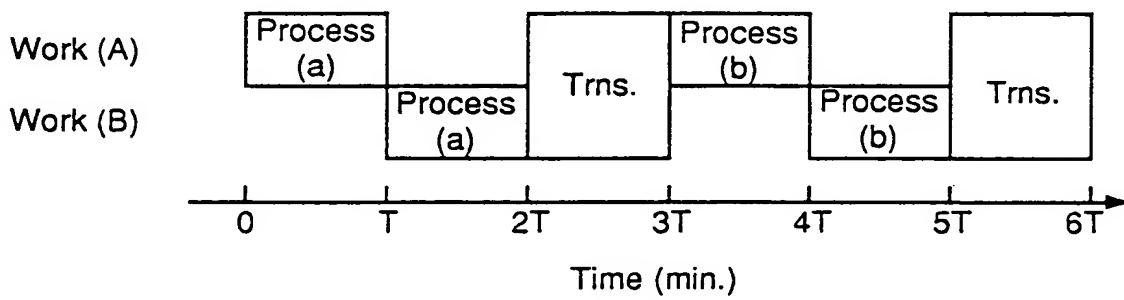 Work (A)
Process
(a)
Trns.
Process
(b)
Trns.
Work (B)
Process
(a)
Process
(b)
0
T
2T
3T
4T
5T
6T
Time (min.)